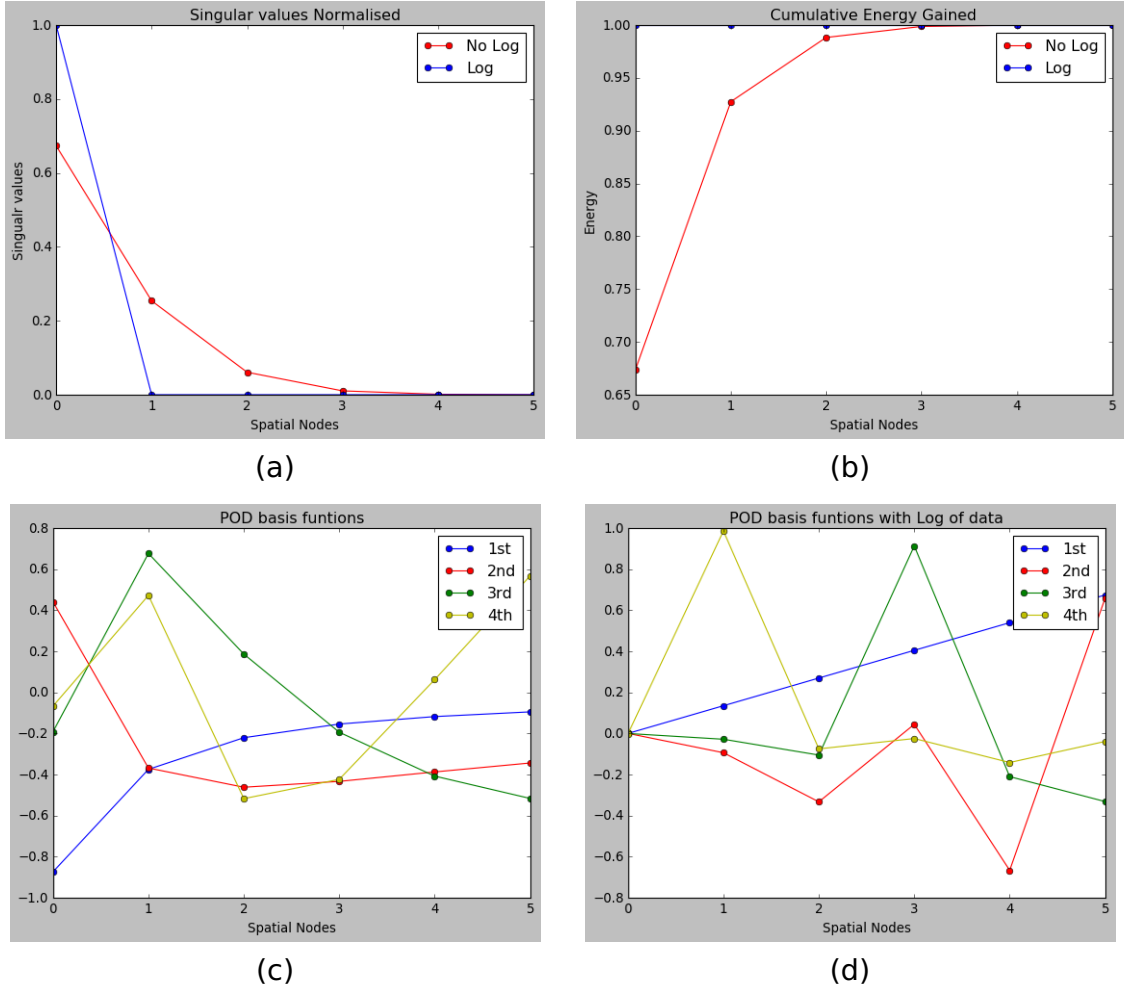 Singular values Normalised
1.0
0.8
0.6
0.4
0.2
0.0
Singualr values
No Log
Log
0 1 2 3 4 5
Spatial Nodes
(a)
Cumulative Energy Gained
1.00
0.95
0.90
0.85
0.80
0.75
0.70
0.65
Energy
No Log
Log
0 1 2 3 4 5
Spatial Nodes
(b)
POD basis funtions
0.8
0.6
0.4
0.2
0.0
−0.2
−0.4
−0.6
−0.8
−1.0
1st
2nd
3rd
4th
0 1 2 3 4 5
Spatial Nodes
(c)
POD basis funtions with Log of data
1.0
0.8
0.6
0.4
0.2
0.0
−0.2
−0.4
−0.6
−0.8
1st
2nd
3rd
4th
0 1 2 3 4 5
Spatial Nodes
(d)